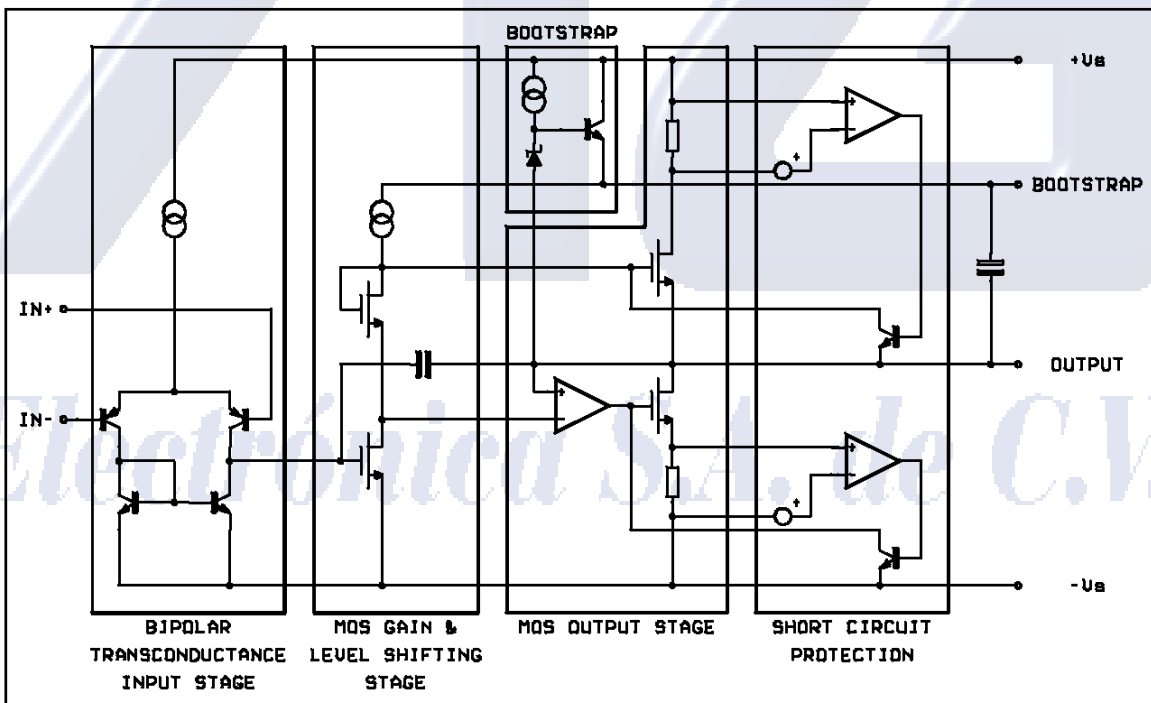 BOOTSTRAP
+Vs
BOOTSTRAP
IN+
OUTPUT
IN-
Electrónica S.A. de C.V.
-Vs
BIPOLAR
TRANSCONDUCTANCE
INPUT STAGE
MOS GAIN &
LEVEL SHIFTING
STAGE
MOS OUTPUT STAGE
SHORT CIRCUIT
PROTECTION
+
-
+
+
-
+
-
+